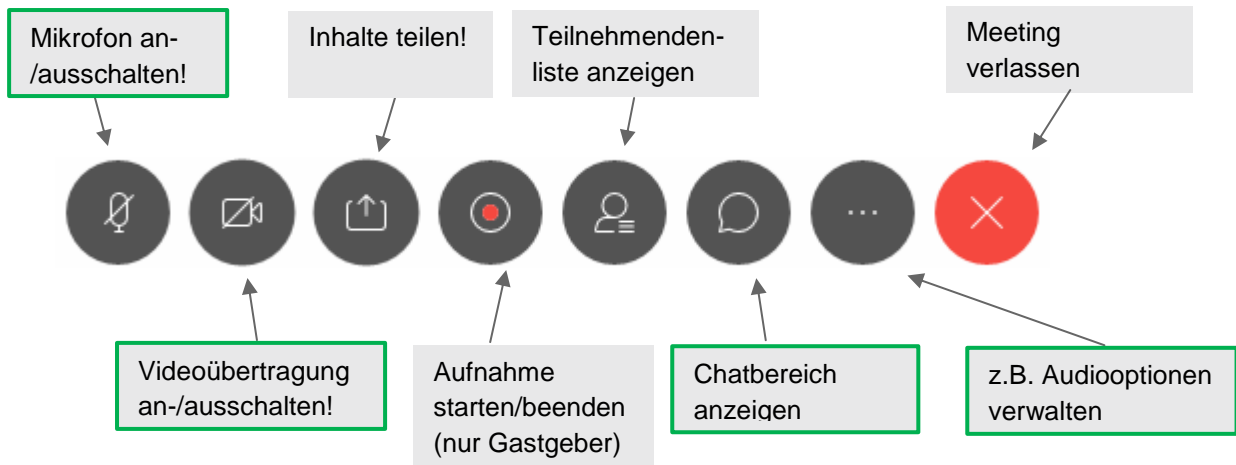 Mikrofon an-
/ausschalten!
Inhalte teilen!
Teilnehmenden-
liste anzeigen
Meeting
verlassen
Videoübertragung
an-/ausschalten!
Aufnahme
starten/beenden
(nur Gastgeber)
Chatbereich
anzeigen
z.B. Audiooptionen
verwalten